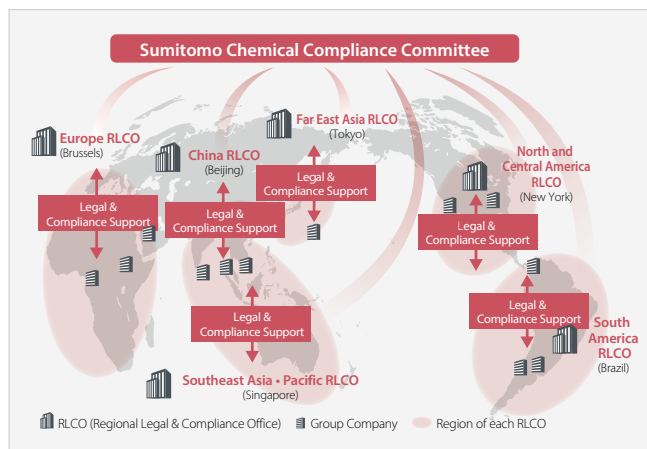 Sumitomo Chemical Compliance Committee
Europe RLCO
(Brussels)
China RLCO
(Beijing)
Far East Asia RLCO
(Tokyo)
North and
Central America
RLCO
(New York)
Legal &
Compliance Support
Legal &
Compliance Support
Legal &
Compliance Support
Legal &
Compliance Support
Legal &
Compliance Support
Legal &
Compliance Support
South
America
RLCO
(Brazil)
Southeast Asia • Pacific RLCO
(Singapore)
RLCO (Regional Legal & Compliance Office)
Group Company
Region of each RLCO